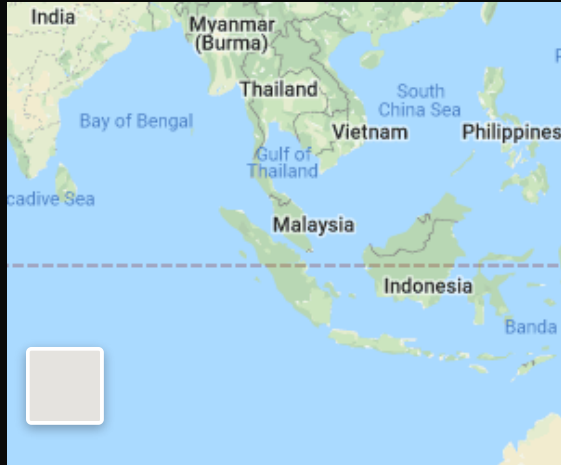 India
Myanmar
(Burma)
Thailand
South
China Sea
Bay of Bengal
Vietnam
Philippines
Gulf of
Thailand
cadive Sea
Malaysia
Indonesia
Banda